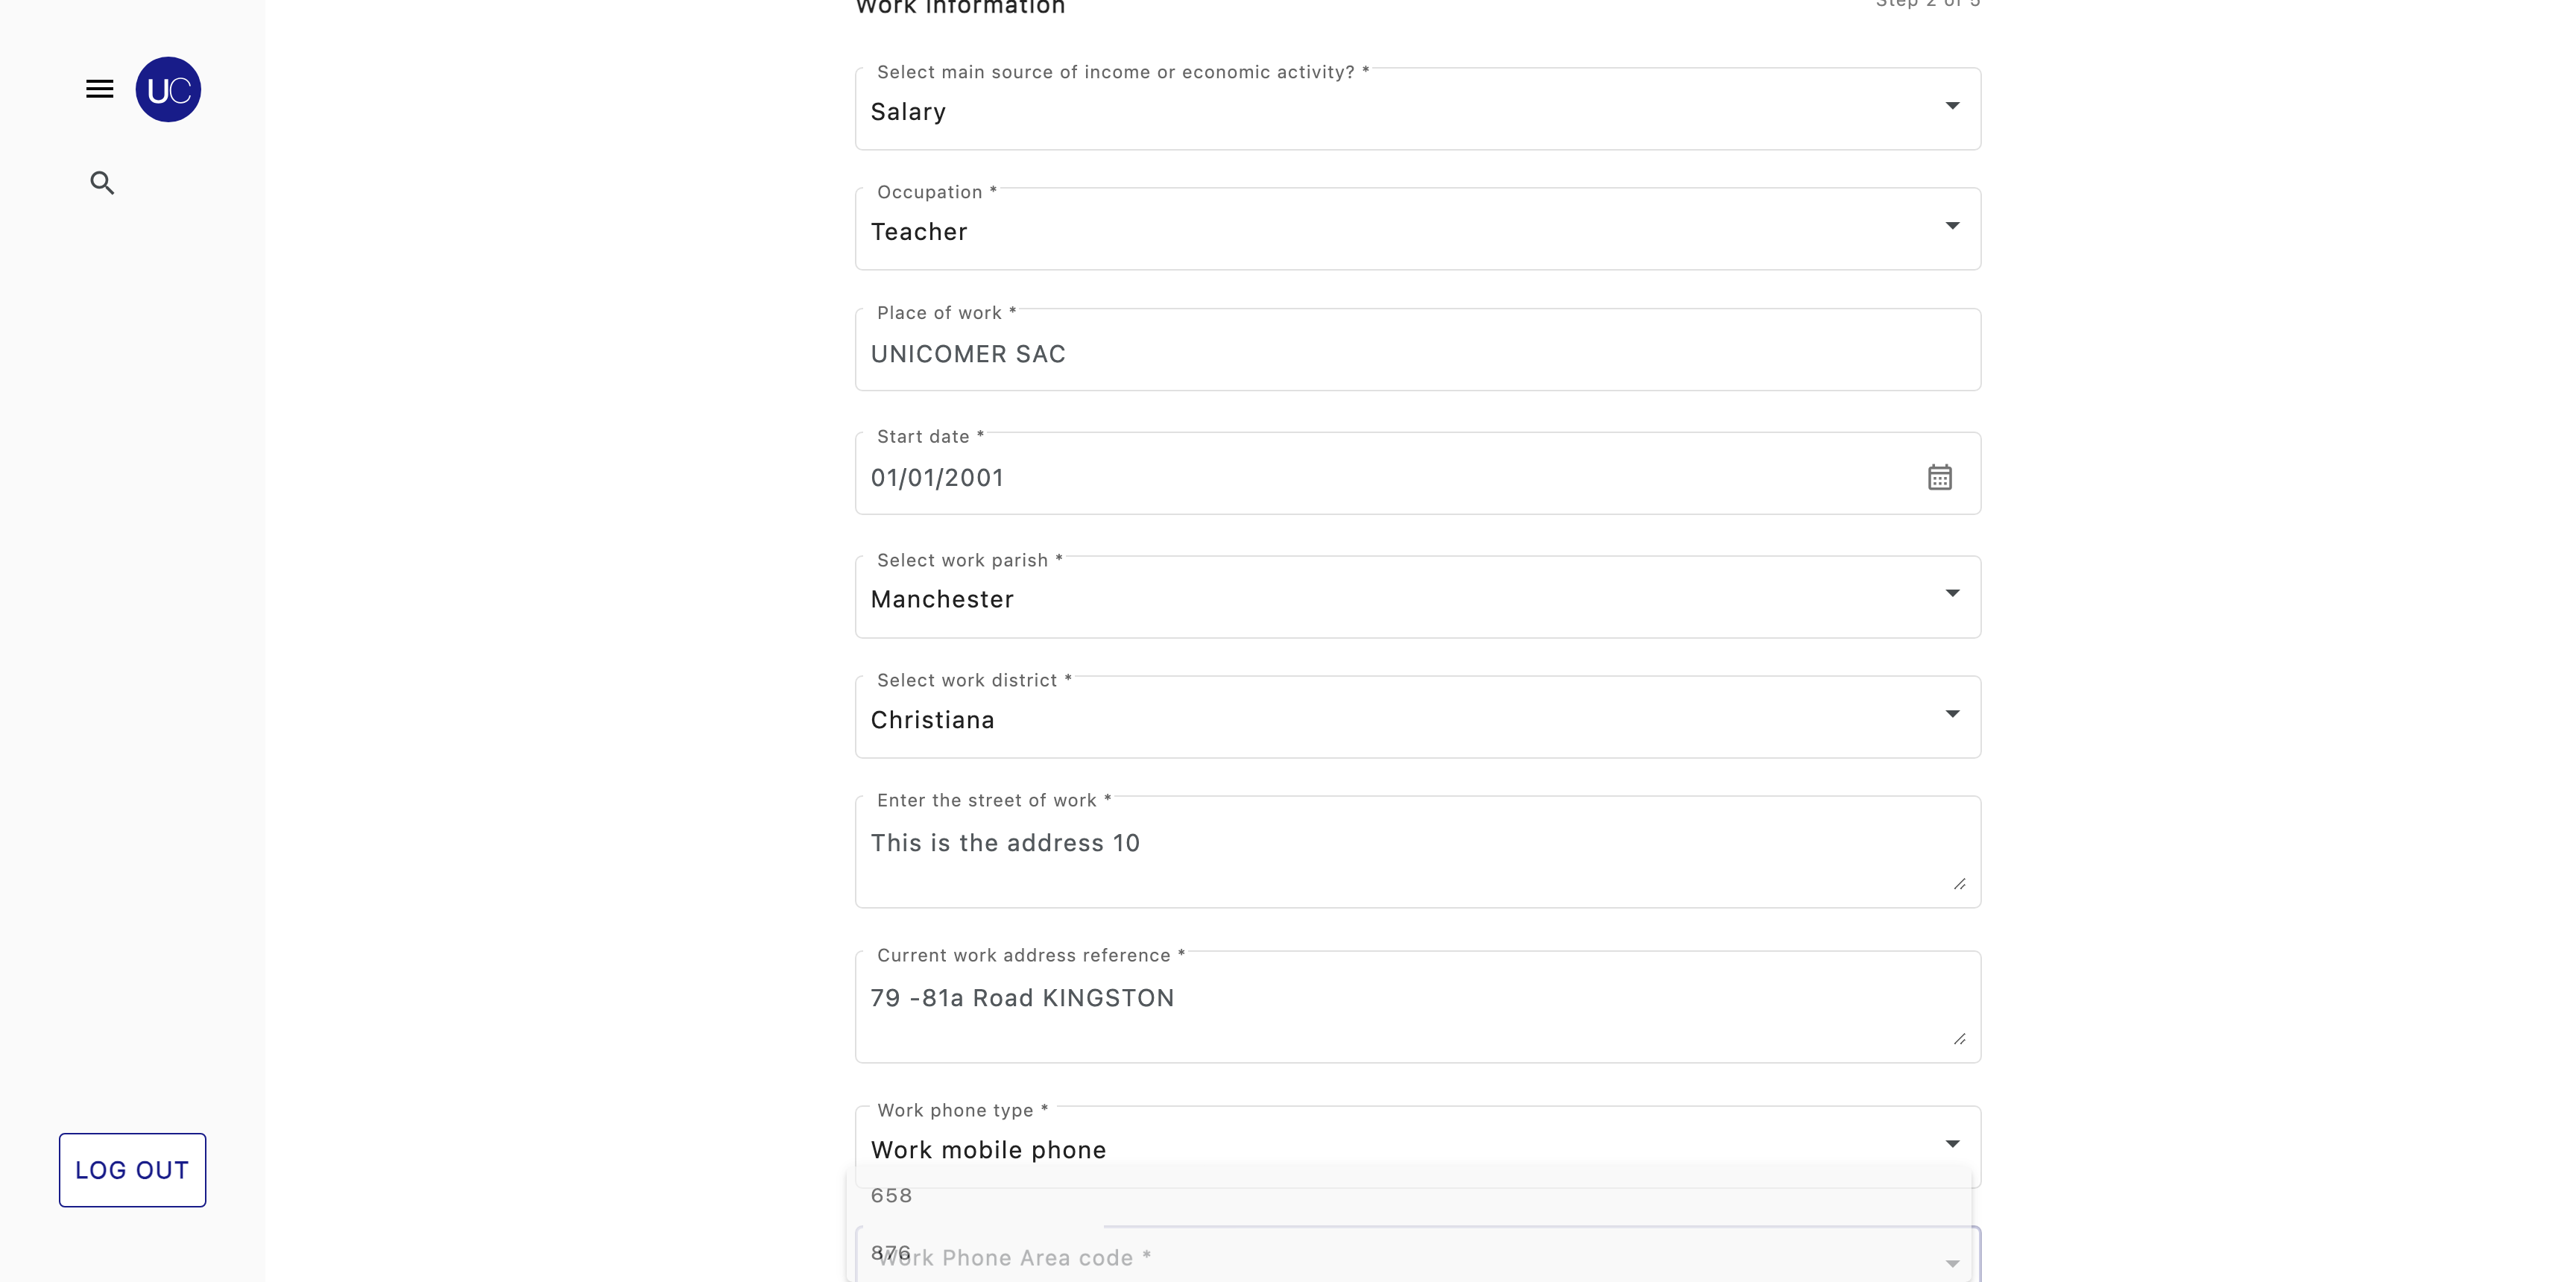 Work Information
Step 2 of 5
UC
Select main source of income or economic activity? *
Salary
Occupation *
Teacher
Place of work *
UNICOMER SAC
Start date *
01/01/2001
Select work parish *
Manchester
Select work district *
Christiana
Enter the street of work *
This is the address 10
Current work address reference *
79 -81a Road KINGSTON
Work phone type *
Work mobile phone
LOG OUT
658
876
Work Phone Area code *